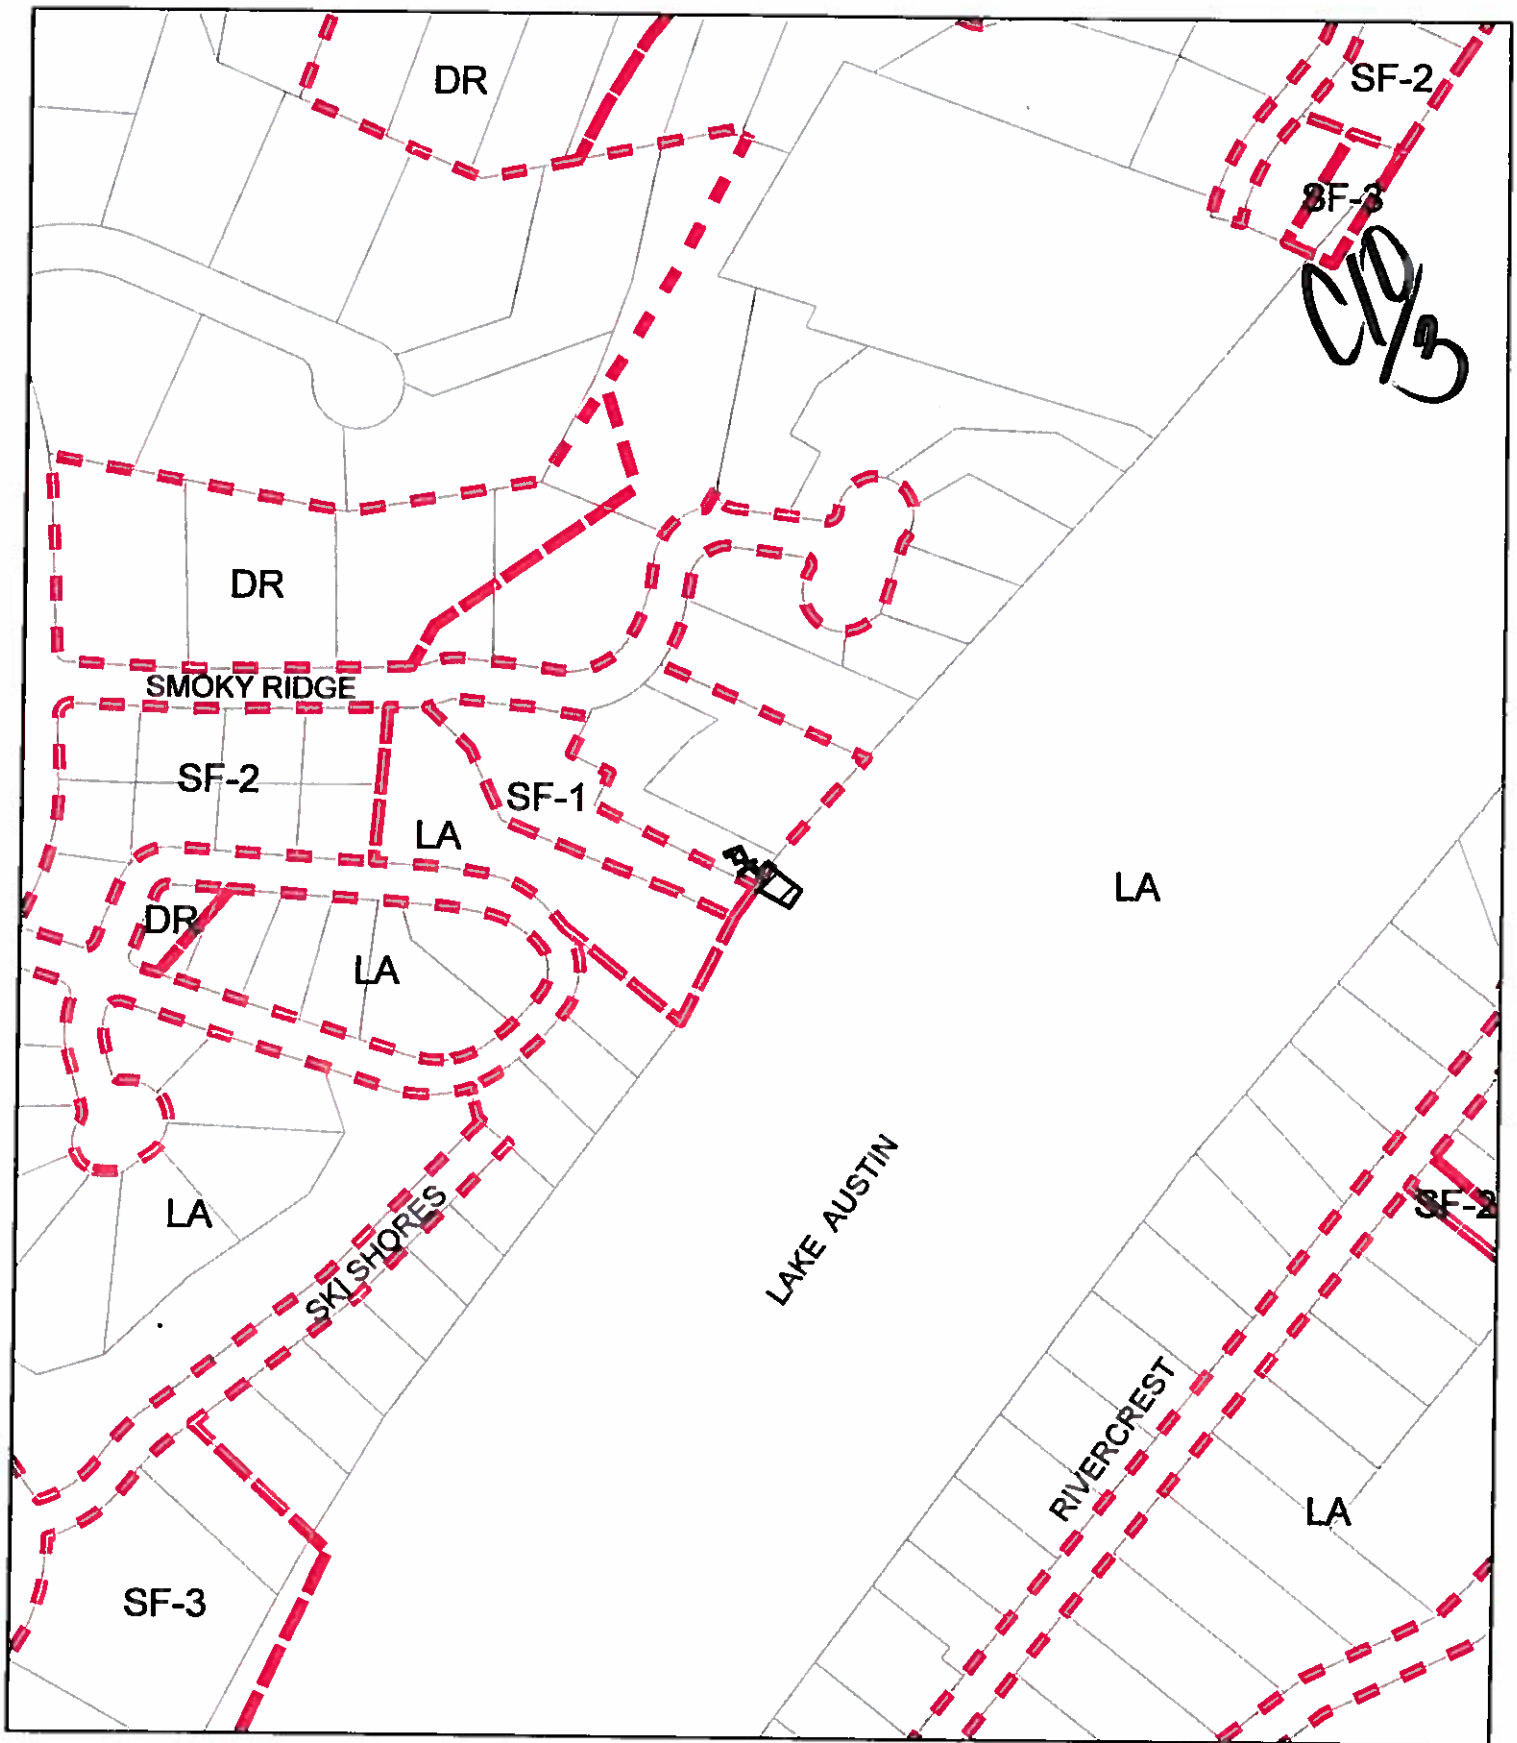 DR
SF-2
SF-3
C10/3
DR
SMOKY RIDGE
SF-2
SF-1
LA
LA
DR
LA
LA
SKI SHORES
LAKE AUSTIN
SF-2
RIVERCREST
LA
SF-3